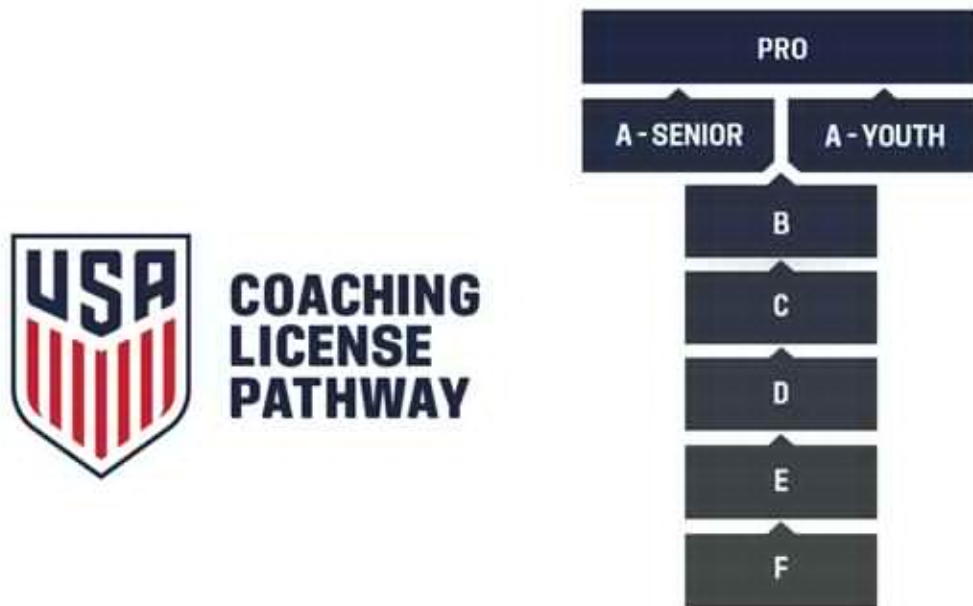 USA
COACHING
LICENSE
PATHWAY
PRO
A - SENIOR
A - YOUTH
B
C
D
E
F